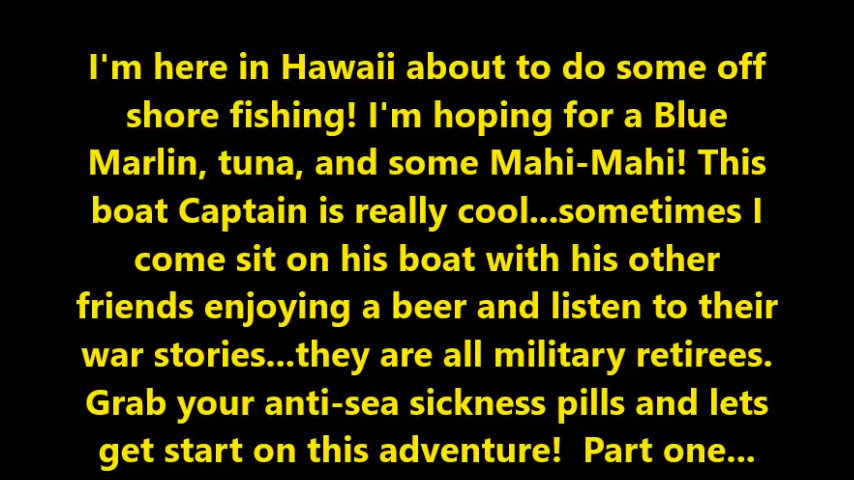 I'm here in Hawaii about to do some off
shore fishing! I'm hoping for a Blue
Marlin, tuna, and some Mahi-Mahi! This
boat Captain is really cool...sometimes I
come sit on his boat with his other
friends enjoying a beer and listen to their
war stories...they are all military retirees.
Grab your anti-sea sickness pills and lets
get start on this adventure!  Part one...